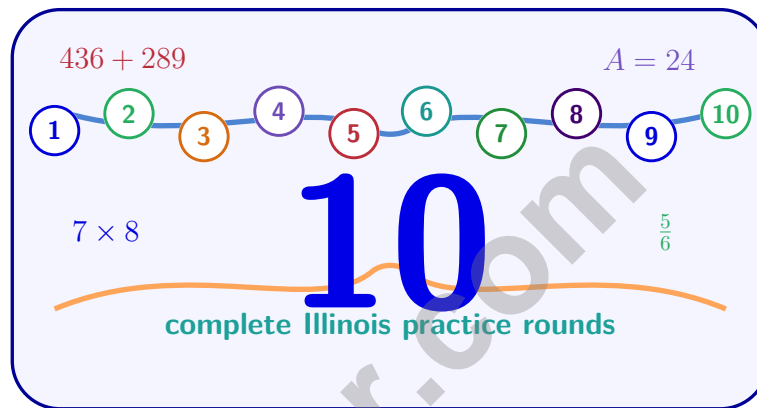 436 + 289
A = 24
1 2 3 4 5 6 7 8 9 10
7 × 8
10
5/6
complete Illinois practice rounds
r.com